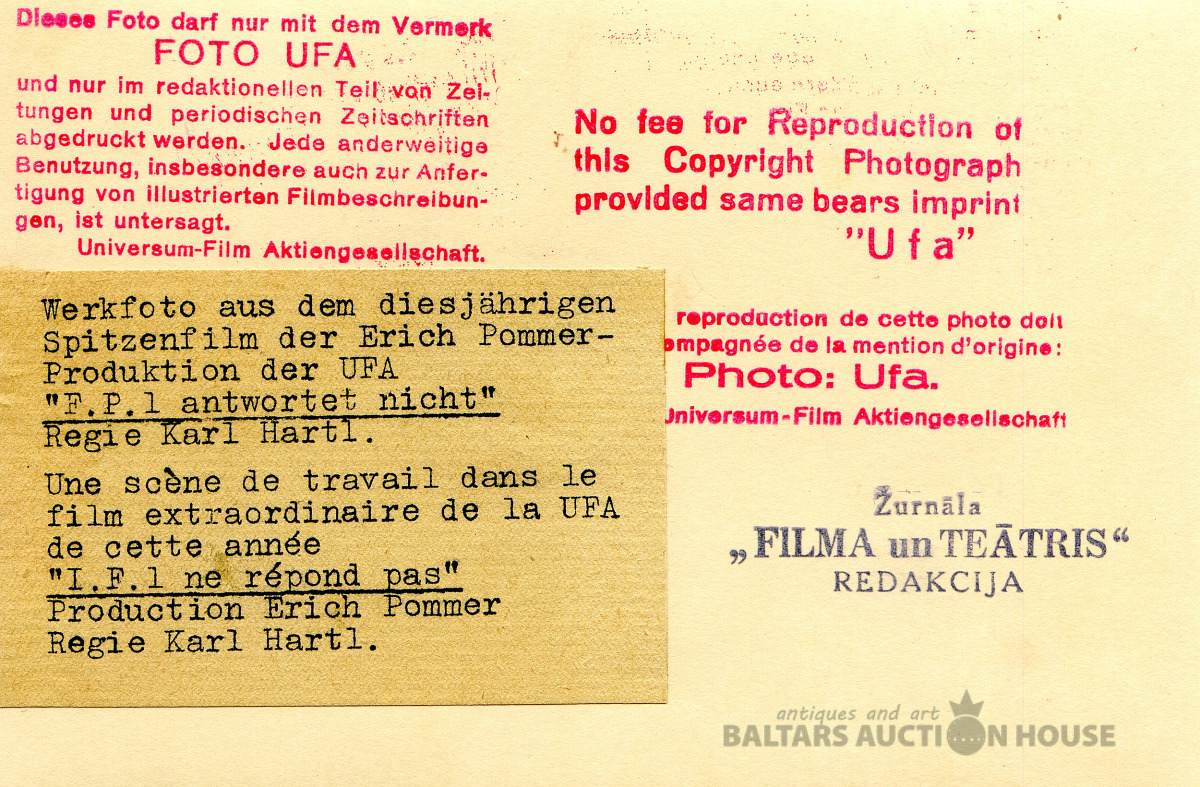 Dieses Foto darf nur mit dem Vermerk
FOTO UFA
und nur im redaktionellen Teil von Zei-
tungen und periodischen Zeitschriften
abgedruckt werden. Jede anderweitige
Benutzung, insbesondere auch zur Anfer-
tigung von illustrierten Filmbeschreibun-
gen, ist untersagt.
Universum-Film Aktiengesellschaft.
No fee for Reproduction of
this Copyright Photograph
provided same bears imprint
"Ufa"
reproduction de cette photo doit
ompagnée de la mention d'origine:
Photo: Ufa.
Universum-Film Aktiengesellschaft
Werkfoto aus dem diesjährigen
Spitzenfilm der Erich Pommer-
Produktion der UFA
"F.P.1 antwortet nicht"
Regie Karl Hartl.
Une scène de travail dans le
film extraordinaire de la UFA
de cette année
"I.F.1 ne répond pas"
Production Erich Pommer
Regie Karl Hartl.
Žurnāla
„FILMA un TEĀTRIS“
REDAKCIJA
antiques and art
BALTARS AUCTION HOUSE